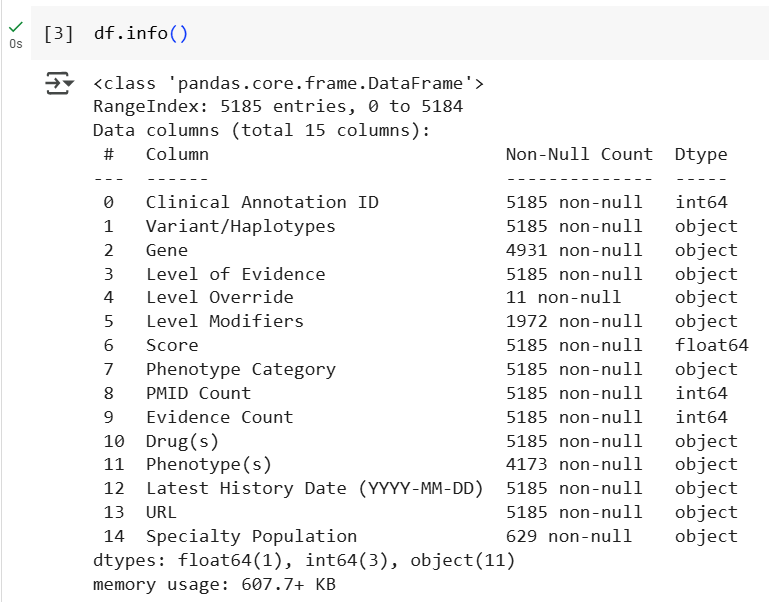 [3] df.info()
0s
<class 'pandas.core.frame.DataFrame'>
RangeIndex: 5185 entries, 0 to 5184
Data columns (total 15 columns):
 #   Column                            Non-Null Count  Dtype
---  ------                            --------------  -----
 0   Clinical Annotation ID            5185 non-null   int64
 1   Variant/Haplotypes                5185 non-null   object
 2   Gene                              4931 non-null   object
 3   Level of Evidence                 5185 non-null   object
 4   Level Override                    11 non-null     object
 5   Level Modifiers                   1972 non-null   object
 6   Score                             5185 non-null   float64
 7   Phenotype Category                5185 non-null   object
 8   PMID Count                        5185 non-null   int64
 9   Evidence Count                    5185 non-null   int64
 10  Drug(s)                           5185 non-null   object
 11  Phenotype(s)                      4173 non-null   object
 12  Latest History Date (YYYY-MM-DD)  5185 non-null   object
 13  URL                               5185 non-null   object
 14  Specialty Population              629 non-null    object
dtypes: float64(1), int64(3), object(11)
memory usage: 607.7+ KB